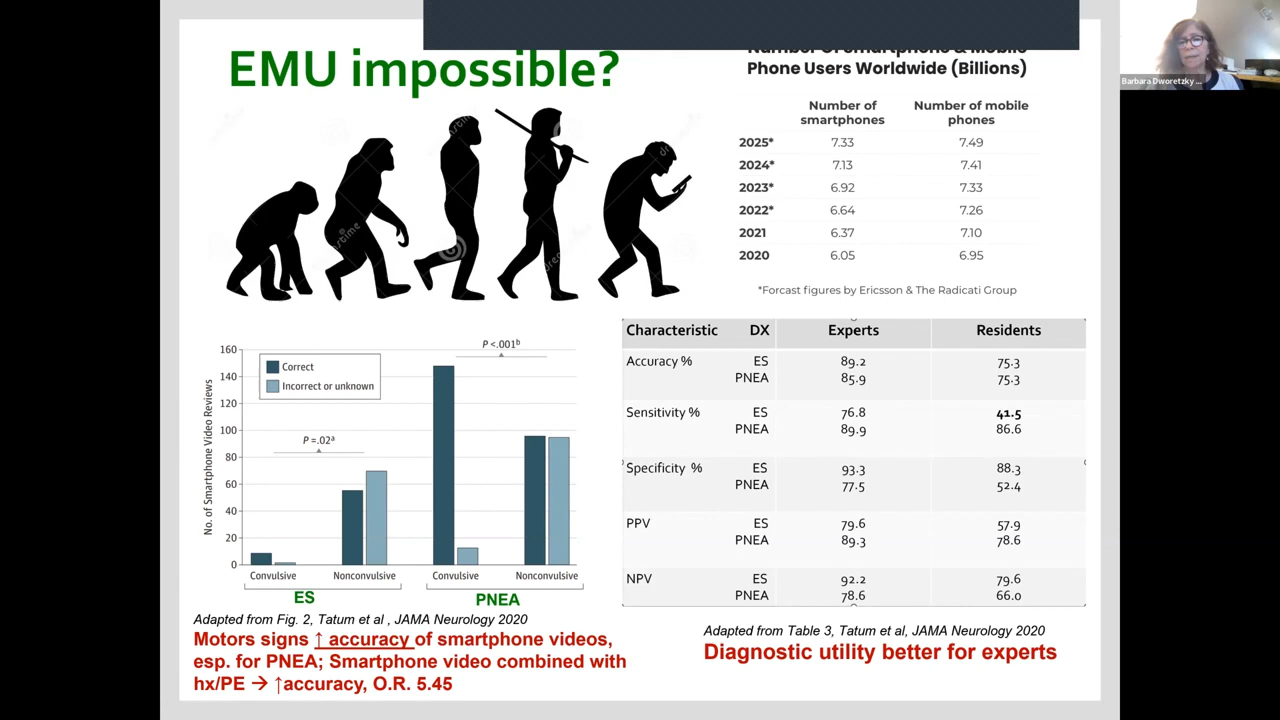 EMU impossible?
Number of Smartphone & Mobile
Phone Users Worldwide (Billions)
Number of smartphones Number of mobile phones
2025* 7.33 7.49
2024* 7.13 7.41
2023* 6.92 7.33
2022* 6.64 7.26
2021 6.37 7.10
2020 6.05 6.95
*Forcast figures by Ericsson & The Radicati Group
Barbara Dworetzky ...
No. of Smartphone Video Reviews
160
140
120
100
80
60
40
20
0
Correct
Incorrect or unknown
P =.02a
P <.001b
Convulsive Nonconvulsive Convulsive Nonconvulsive
ES PNEA
Adapted from Fig. 2, Tatum et al , JAMA Neurology 2020
Motors signs ↑ accuracy of smartphone videos,
esp. for PNEA; Smartphone video combined with
hx/PE → ↑accuracy, O.R. 5.45
Characteristic DX Experts Residents
Accuracy % ES 89.2 75.3
PNEA 85.9 75.3
Sensitivity % ES 76.8 41.5
PNEA 89.9 86.6
Specificity % ES 93.3 88.3
PNEA 77.5 52.4
PPV ES 79.6 57.9
PNEA 89.3 78.6
NPV ES 92.2 79.6
PNEA 78.6 66.0
Adapted from Table 3, Tatum et al, JAMA Neurology 2020
Diagnostic utility better for experts